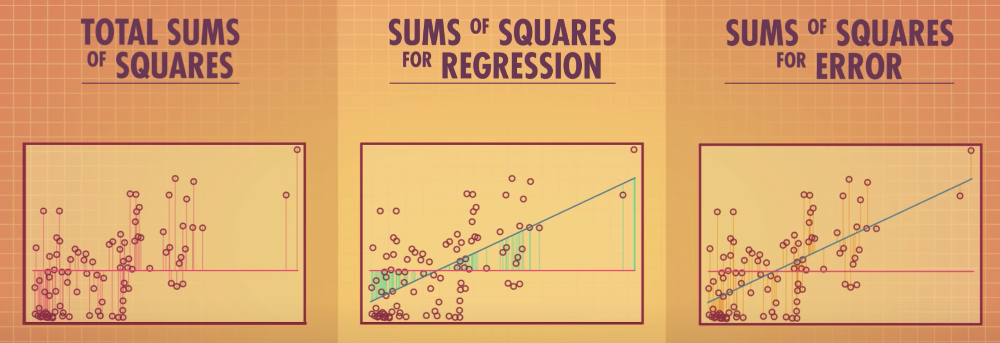 TOTAL SUMS
OF SQUARES
SUMS OF SQUARES
FOR REGRESSION
SUMS OF SQUARES
FOR ERROR